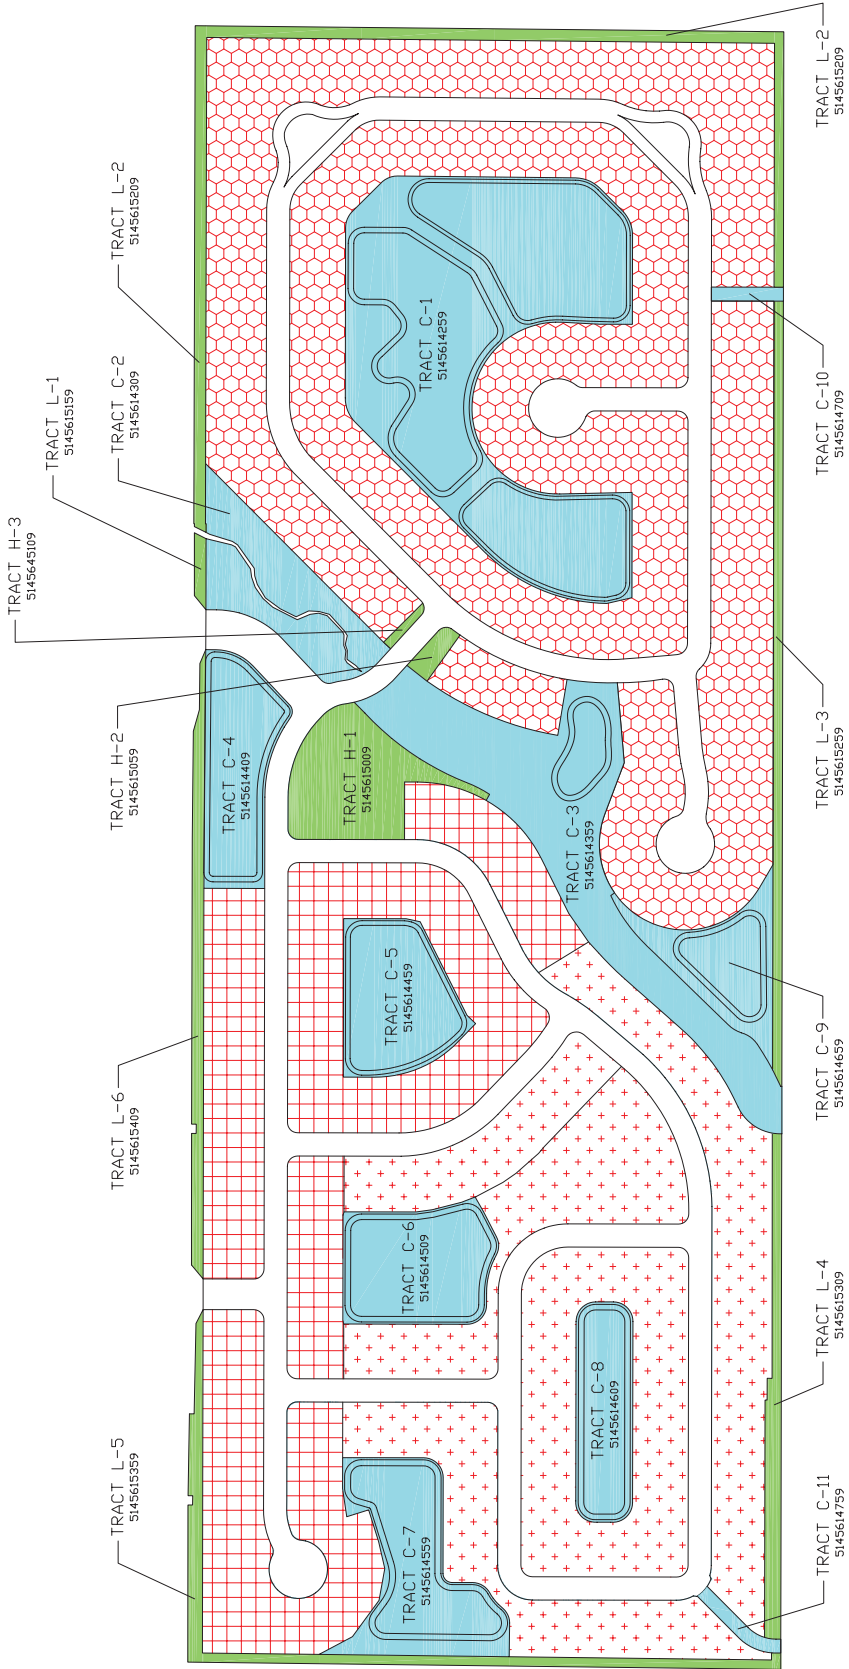 TRACT L-2
5145615209
TRACT L-2
5145615209
TRACT C-2
5145614309
TRACT L-1
5145615159
TRACT H-3
5145645109
TRACT C-1
5145614259
TRACT C-10
5145614709
TRACT H-2
5145615059
TRACT C-4
5145614409
TRACT H-1
5145615009
TRACT C-3
5145614359
TRACT L-3
5145615259
TRACT L-6
5145615409
TRACT C-5
5145614459
TRACT C-9
5145614659
TRACT C-6
5145614509
TRACT L-4
5145615309
TRACT L-5
5145615359
TRACT C-7
5145614559
TRACT C-8
5145614609
TRACT C-11
5145614759